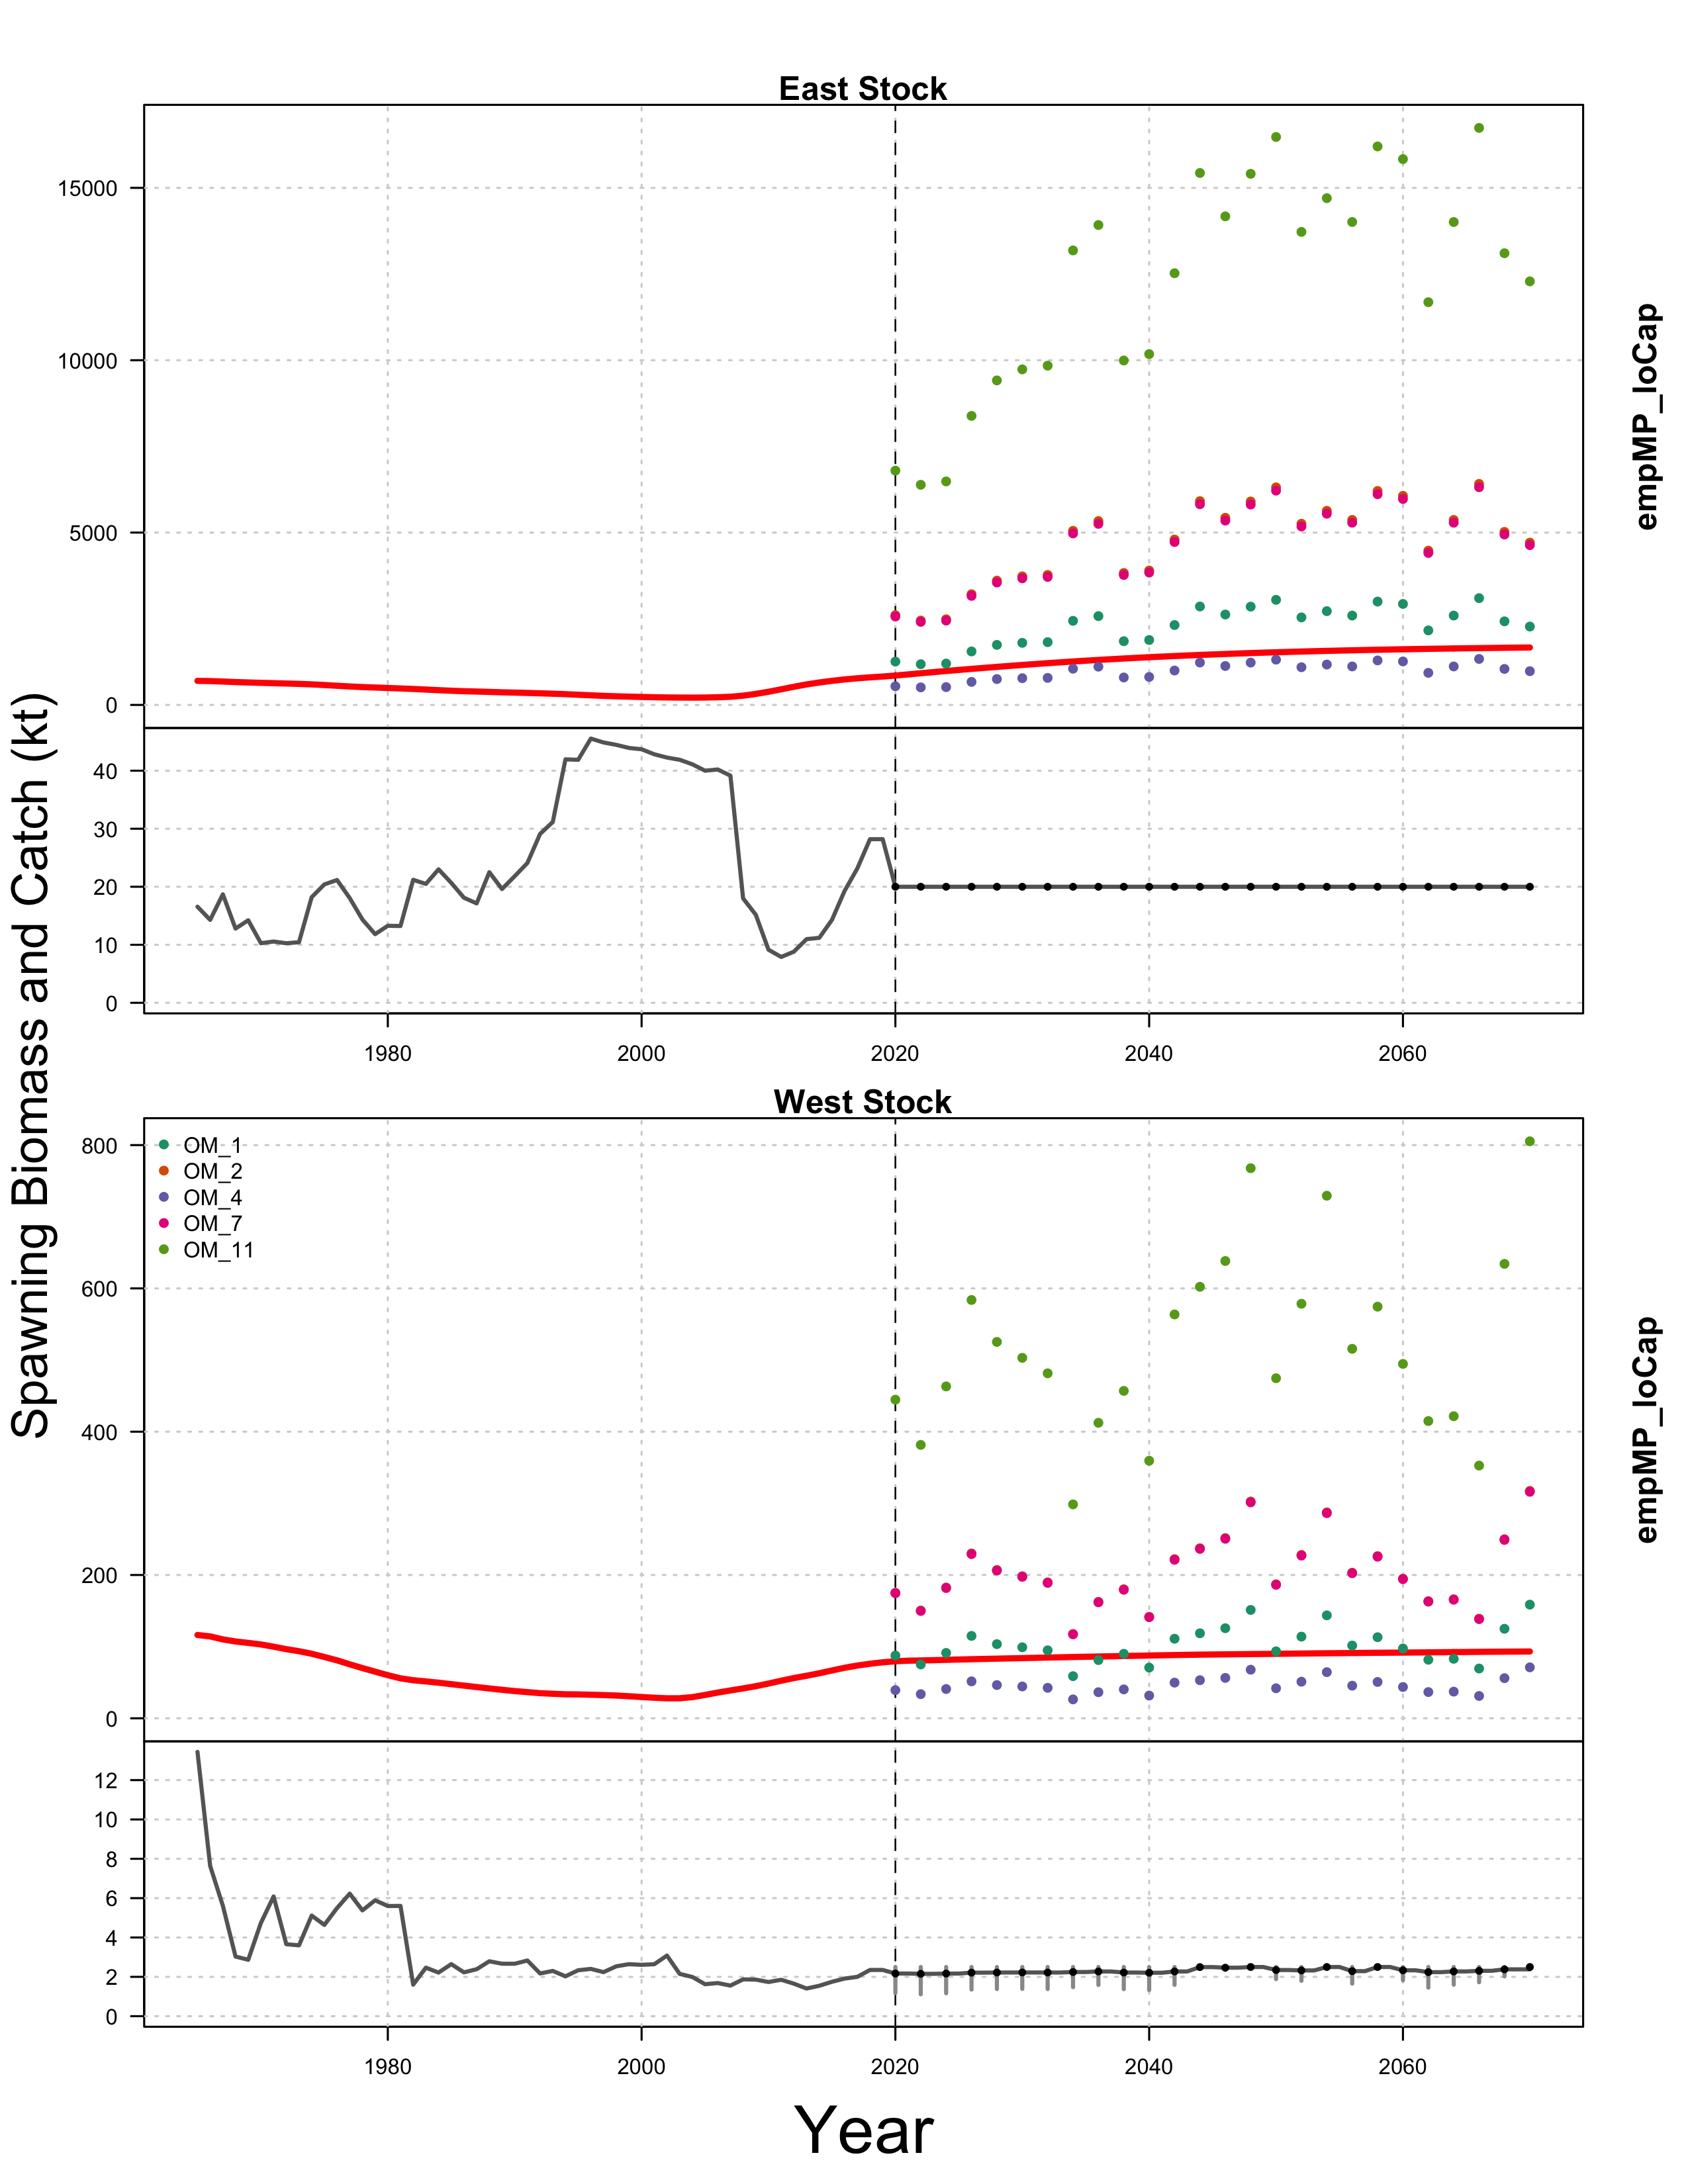 East Stock
15000
10000
5000
0
empMP_loCap
40
30
20
10
0
1980 2000 2020 2040 2060
Spawning Biomass and Catch (kt)
West Stock
800
600
400
200
0
OM_1
OM_2
OM_4
OM_7
OM_11
empMP_loCap
12
10
8
6
4
2
0
1980 2000 2020 2040 2060
Year